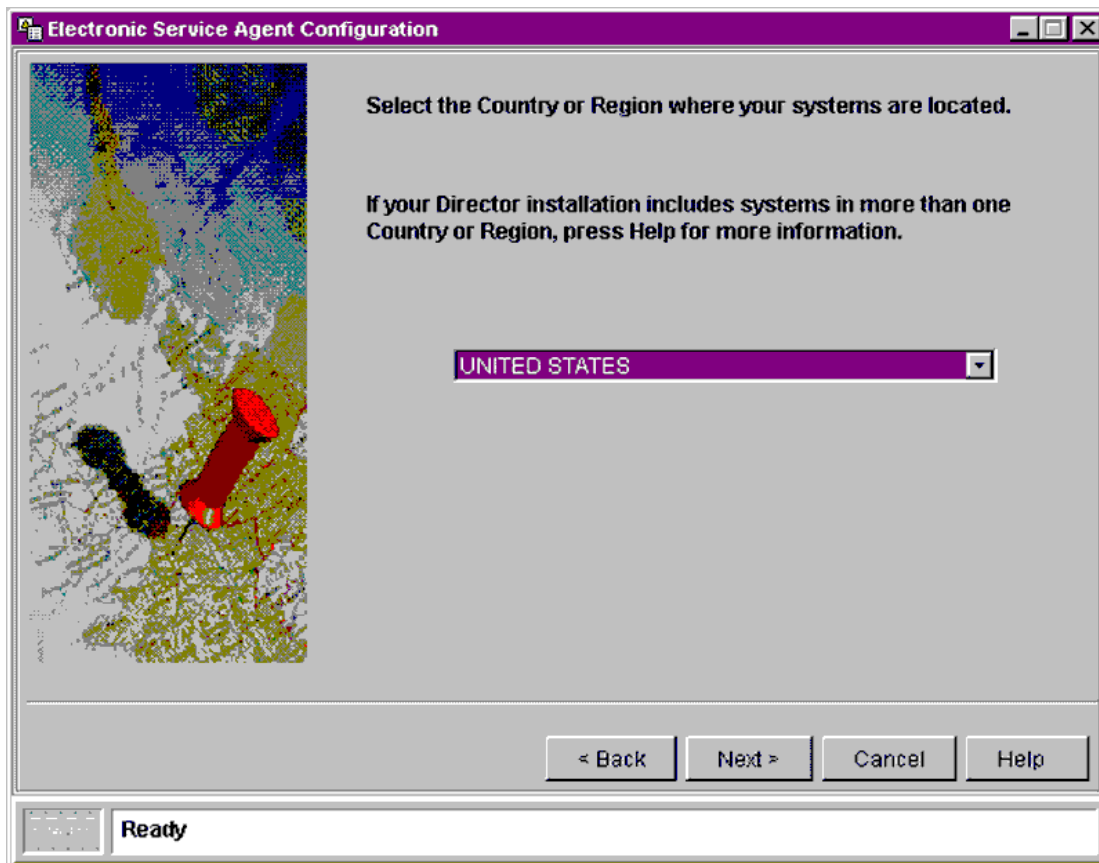 Electronic Service Agent Configuration
Select the Country or Region where your systems are located.
If your Director installation includes systems in more than one
Country or Region, press Help for more information.
UNITED STATES
< Back
Next >
Cancel
Help
Ready